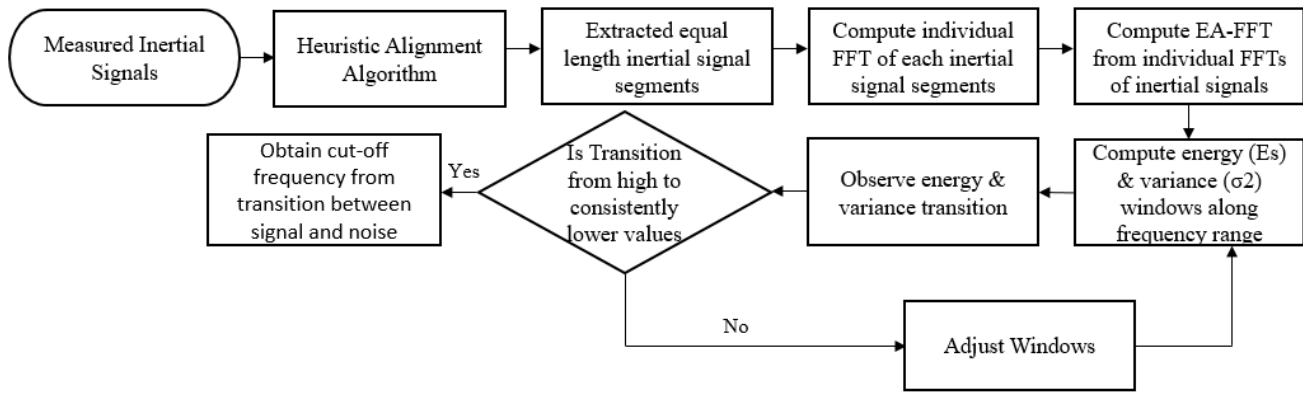 Measured Inertial
Signals
Heuristic Alignment
Algorithm
Extracted equal
length inertial signal
segments
Compute individual
FFT of each inertial
signal segments
Compute EA-FFT
from individual FFTs
of inertial signals
Compute energy (Es)
& variance (σ2)
windows along
frequency range
Observe energy &
variance transition
Is Transition
from high to
consistently
lower values
Yes
Obtain cut-off
frequency from
transition between
signal and noise
No
Adjust Windows